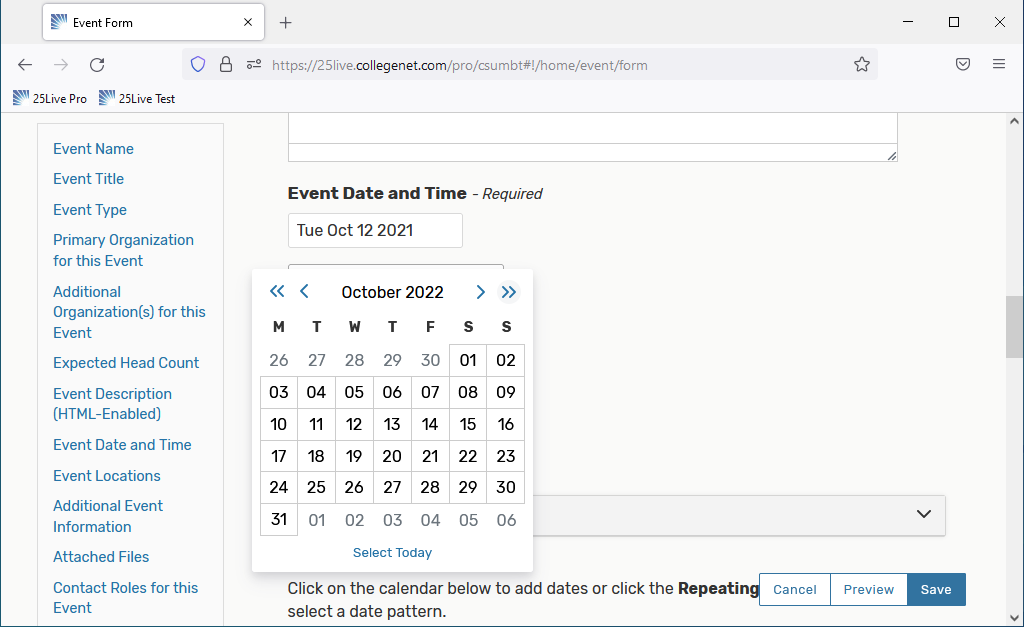 Event Form
https://25live.collegenet.com/pro/csumbt#!/home/event/form
25Live Pro
25Live Test
Event Name
Event Title
Event Type
Primary Organization
for this Event
Additional
Organization(s) for this
Event
Expected Head Count
Event Description
(HTML-Enabled)
Event Date and Time
Event Locations
Additional Event
Information
Attached Files
Contact Roles for this
Event
Event Date and Time - Required
Tue Oct 12 2021
October 2022
M T W T F S S
26 27 28 29 30 01 02
03 04 05 06 07 08 09
10 11 12 13 14 15 16
17 18 19 20 21 22 23
24 25 26 27 28 29 30
31 01 02 03 04 05 06
Select Today
Click on the calendar below to add dates or click the Repeating
select a date pattern.
Cancel
Preview
Save